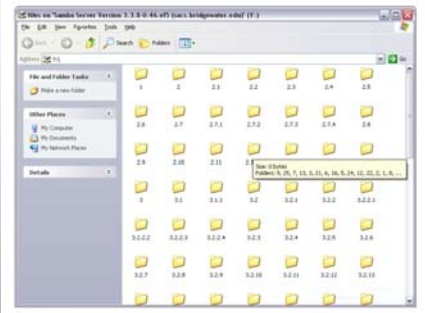 files on 'Samba Server Version 3.3.8-0.46.el5 (sacs.bridgewater.edu)' (Y:)
File Edit View Favorites Tools Help
Back Search Folders
Address Y:\
File and Folder Tasks
Make a new folder
Other Places
My Computer
My Documents
My Network Places
Details
1 2 2.1 2.2 2.3 2.4 2.5
2.6 2.7 2.7.1 2.7.2 2.7.3 2.7.4 2.8
2.9 2.10 2.11
Size: 0 bytes
Folders: 9, 25, 7, 13, 3, 21, 4, 16, 5, 24, 12, 22, 2, 1, 8, ...
3 3.1 3.1.1 3.2 3.2.1 3.2.2 3.2.2.1
3.2.2.2 3.2.2.3 3.2.2.4 3.2.3 3.2.4 3.2.5 3.2.6
3.2.7 3.2.8 3.2.9 3.2.10 3.2.11 3.2.12 3.2.13